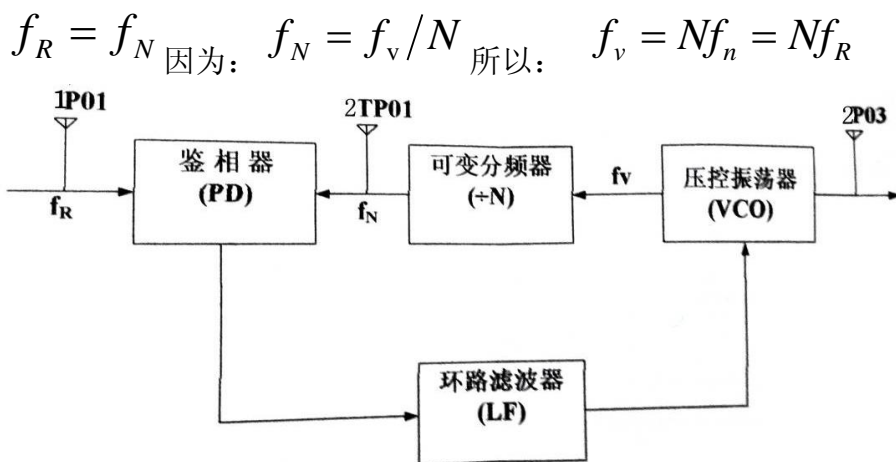 f_R = f_N 因为： f_N = f_v/N 所以： f_v = Nf_n = Nf_R
1P01 2TP01 2P03
鉴相器 可变分频器 fv 压控振荡器
(PD) (÷N) (VCO)
f_R f_N
环路滤波器
(LF)